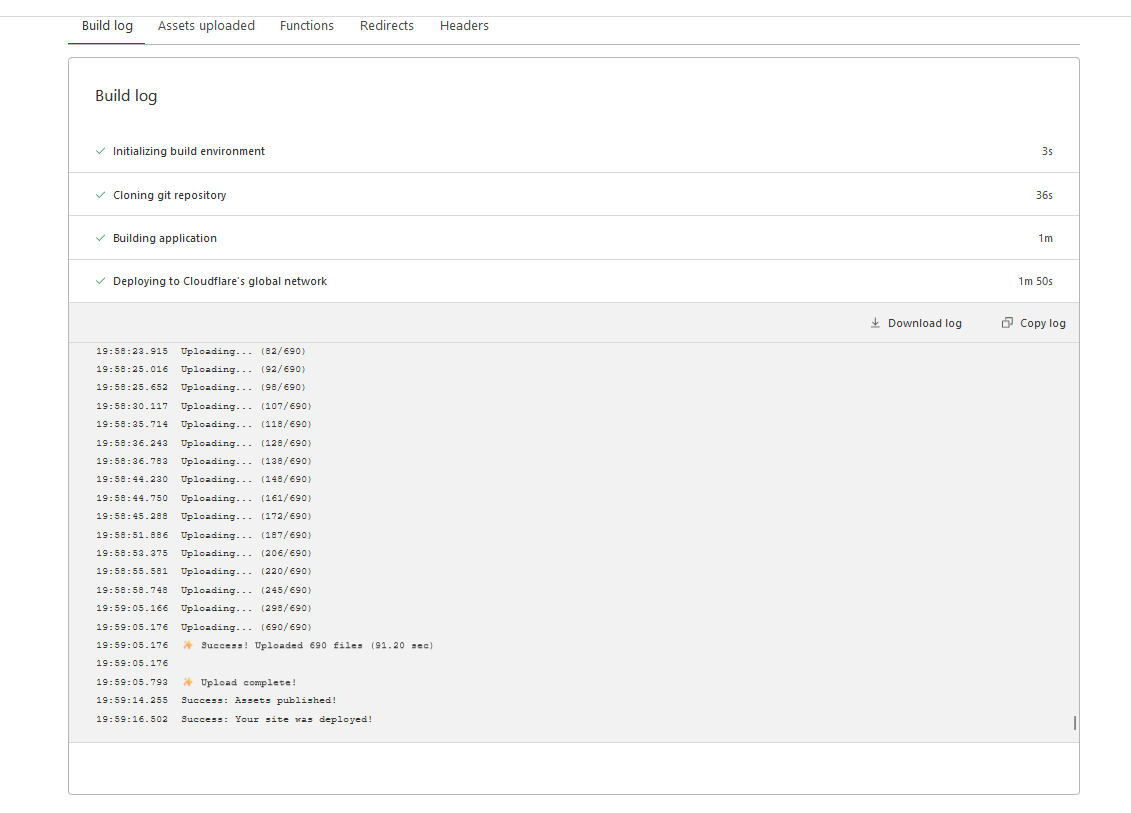 Build log Assets uploaded Functions Redirects Headers
Build log
Initializing build environment 3s
Cloning git repository 36s
Building application 1m
Deploying to Cloudflare's global network 1m 50s
Download log Copy log
19:58:23.915 Uploading... (82/690)
19:58:25.016 Uploading... (92/690)
19:58:25.652 Uploading... (98/690)
19:58:30.117 Uploading... (107/690)
19:58:35.714 Uploading... (118/690)
19:58:36.243 Uploading... (128/690)
19:58:36.783 Uploading... (138/690)
19:58:44.230 Uploading... (148/690)
19:58:44.750 Uploading... (161/690)
19:58:45.288 Uploading... (172/690)
19:58:51.886 Uploading... (187/690)
19:58:53.375 Uploading... (206/690)
19:58:55.581 Uploading... (220/690)
19:58:58.748 Uploading... (245/690)
19:59:05.166 Uploading... (298/690)
19:59:05.176 Uploading... (690/690)
19:59:05.176 ✨ Success! Uploaded 690 files (91.20 sec)
19:59:05.176
19:59:05.793 ✨ Upload complete!
19:59:14.255 Success: Assets published!
19:59:16.502 Success: Your site was deployed!